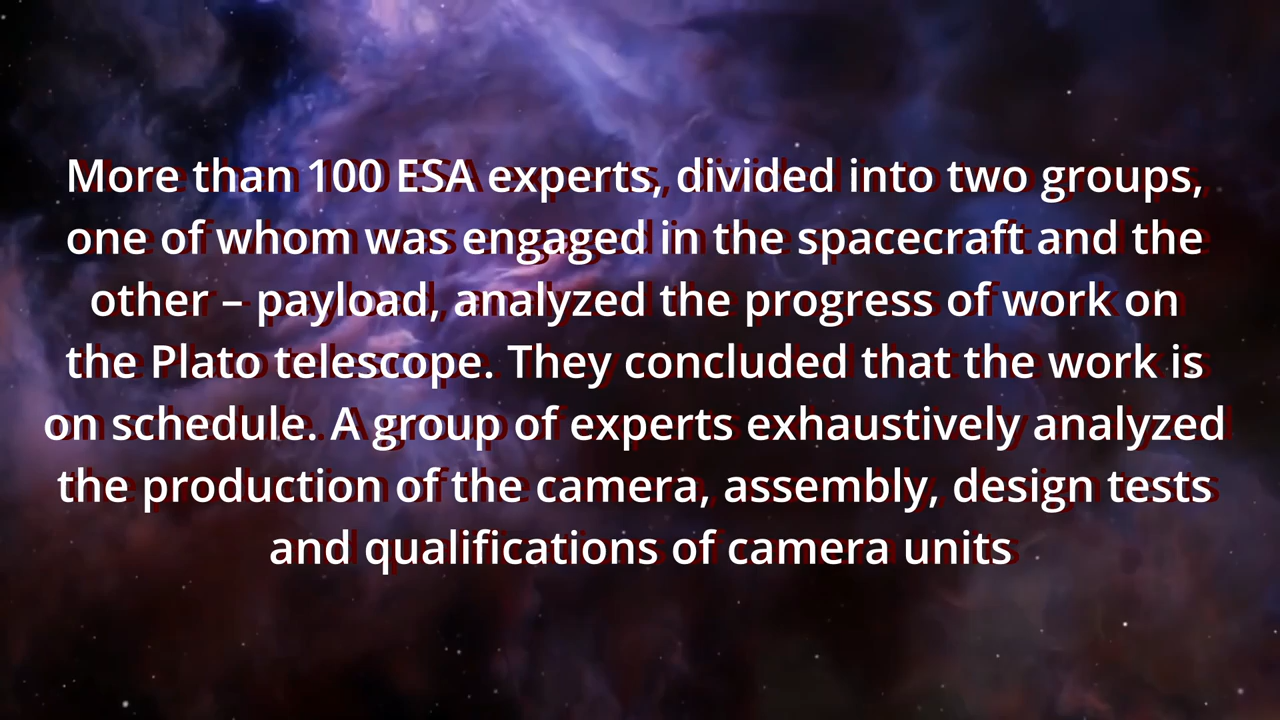 More than 100 ESA experts, divided into two groups,
one of whom was engaged in the spacecraft and the
other – payload, analyzed the progress of work on
the Plato telescope. They concluded that the work is
on schedule. A group of experts exhaustively analyzed
the production of the camera, assembly, design tests
and qualifications of camera units